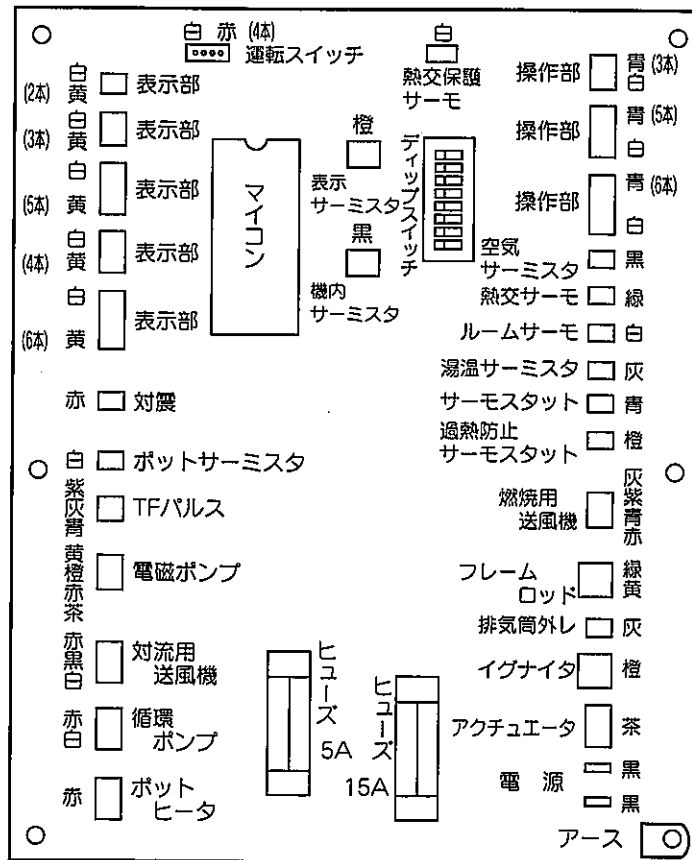 白 赤 (4本)
運転スイッチ
白
熱交保護
サーモ
白
(2本) 黄 表示部
白
(3本) 黄 表示部
白
(5本) 黄 表示部
白
(4本) 黄 表示部
白
(6本) 黄 表示部
マイコン
橙
表示
サーミスタ
黒
機内
サーミスタ
ディップスイッチ
操作部 青 (3本)
白
操作部 青 (5本)
白
操作部 青 (6本)
白
空気
サーミスタ 黒
熱交サーモ 緑
ルームサーモ 白
湯温サーミスタ 灰
サーモスタット 青
過熱防止
サーモスタット 橙
燃焼用
送風機
灰紫青赤
フレーム
ロッド
緑黄
排気筒外レ 灰
イグナイタ 橙
アクチュエータ 茶
電源 黒
黒
アース
赤 対震
白 ポットサーミスタ
紫灰青
TFパルス
黄橙赤茶
電磁ポンプ
赤黒白
対流用
送風機
赤白
循環
ポンプ
赤
ポット
ヒータ
ヒューズ
5A
ヒューズ
15A